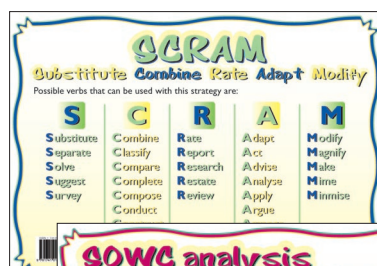 SCRAM
Substitute Combine Rate Adapt Modify
Possible verbs that can be used with this strategy are:
S C R A M
Substitute Combine Rate Adapt Modify
Separate Classify Report Act Magnify
Solve Compare Research Advise Make
Suggest Complete Restate Analyse Mime
Survey Compose Review Apply Minmise
Conduct Argue
SOWC analysis